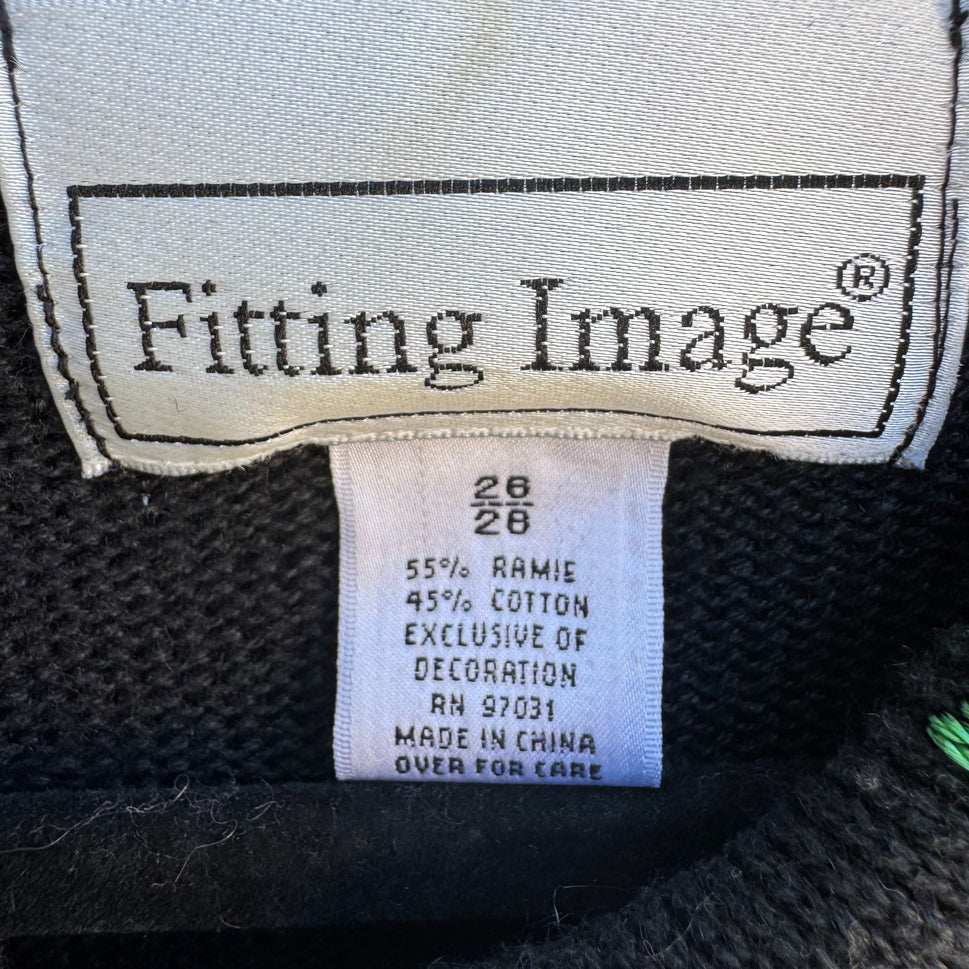 Fitting Image®
26
28
55% RAMIE
45% COTTON
EXCLUSIVE OF
DECORATION
RN 97031
MADE IN CHINA
OVER FOR CARE